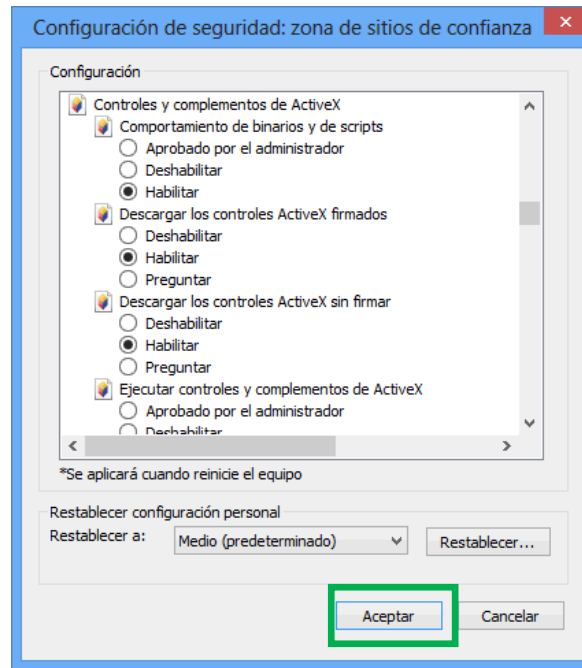 Configuración de seguridad: zona de sitios de confianza
Configuración
Controles y complementos de ActiveX
Comportamiento de binarios y de scripts
Aprobado por el administrador
Deshabilitar
Habilitar
Descargar los controles ActiveX firmados
Deshabilitar
Habilitar
Preguntar
Descargar los controles ActiveX sin firmar
Deshabilitar
Habilitar
Preguntar
Ejecutar controles y complementos de ActiveX
Aprobado por el administrador
Deshabilitar
*Se aplicará cuando reinicie el equipo
Restablecer configuración personal
Restablecer a: Medio (predeterminado) Restablecer...
Aceptar Cancelar